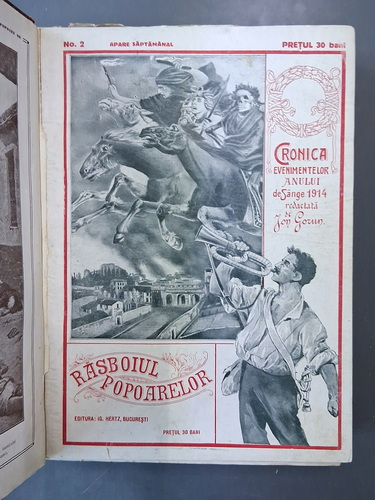 No. 2
APARE SĂPTĂMÂNAL
PREȚUL 30 bani
CRONICA
EVENIMENTELOR
ANULUI
de Sânge 1914
redactată
de
Ion Gorun
RĂSBOIUL
POPOARELOR
EDITURA: IG. HERTZ, BUCUREȘTI
PREȚUL 30 BANI